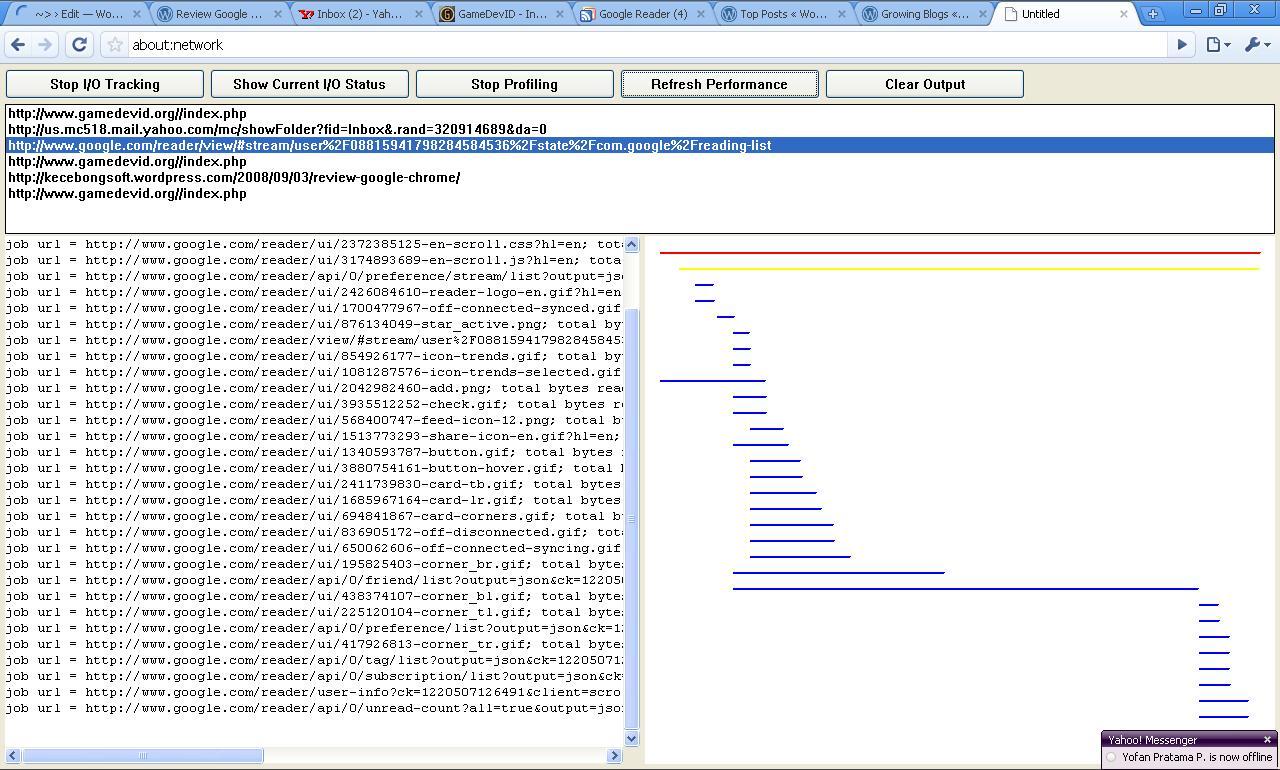 ~> › Edit — Wo...
Review Google ...
Inbox (2) - Yah...
GameDevID - In...
Google Reader (4)
Top Posts « Wo...
Growing Blogs «...
Untitled
about:network
Stop I/O Tracking
Show Current I/O Status
Stop Profiling
Refresh Performance
Clear Output
http://www.gamedevid.org//index.php
http://us.mc518.mail.yahoo.com/mc/showFolder?fid=Inbox&.rand=320914689&da=0
http://www.google.com/reader/view/#stream/user%2F08815941798284584536%2Fstate%2Fcom.google%2Freading-list
http://www.gamedevid.org//index.php
http://kecebongsoft.wordpress.com/2008/09/03/review-google-chrome/
http://www.gamedevid.org//index.php
job url = http://www.google.com/reader/ui/2372385125-en-scroll.css?hl=en; tot
job url = http://www.google.com/reader/ui/3174893689-en-scroll.js?hl=en; tota
job url = http://www.google.com/reader/api/0/preference/stream/list?output=js
job url = http://www.google.com/reader/ui/2426084610-reader-logo-en.gif?hl=en
job url = http://www.google.com/reader/ui/1700477967-off-connected-synced.gif
job url = http://www.google.com/reader/ui/876134049-star_active.png; total by
job url = http://www.google.com/reader/view/#stream/user%2F088159417982845845
job url = http://www.google.com/reader/ui/854926177-icon-trends.gif; total by
job url = http://www.google.com/reader/ui/1081287576-icon-trends-selected.gif
job url = http://www.google.com/reader/ui/2042982460-add.png; total bytes rea
job url = http://www.google.com/reader/ui/3935512252-check.gif; total bytes r
job url = http://www.google.com/reader/ui/568400747-feed-icon-12.png; total b
job url = http://www.google.com/reader/ui/1513773293-share-icon-en.gif?hl=en;
job url = http://www.google.com/reader/ui/1340593787-button.gif; total bytes
job url = http://www.google.com/reader/ui/3880754161-button-hover.gif; total
job url = http://www.google.com/reader/ui/2411739830-card-tb.gif; total bytes
job url = http://www.google.com/reader/ui/1685967164-card-lr.gif; total bytes
job url = http://www.google.com/reader/ui/694841867-card-corners.gif; total b
job url = http://www.google.com/reader/ui/836905172-off-disconnected.gif; tot
job url = http://www.google.com/reader/ui/650062606-off-connected-syncing.gif
job url = http://www.google.com/reader/ui/195825403-corner_br.gif; total byte
job url = http://www.google.com/reader/api/0/friend/list?output=json&ck=12205
job url = http://www.google.com/reader/ui/438374107-corner_bl.gif; total byte
job url = http://www.google.com/reader/ui/225120104-corner_tl.gif; total byte
job url = http://www.google.com/reader/api/0/preference/list?output=json&ck=1
job url = http://www.google.com/reader/ui/417926813-corner_tr.gif; total byte
job url = http://www.google.com/reader/api/0/tag/list?output=json&ck=12205071
job url = http://www.google.com/reader/api/0/subscription/list?output=json&ck
job url = http://www.google.com/reader/user-info?ck=1220507120451&client=scro
job url = http://www.google.com/reader/api/0/unread-count?all=true&output=jso
Yahoo! Messenger
Yofan Pratama P. is now offline